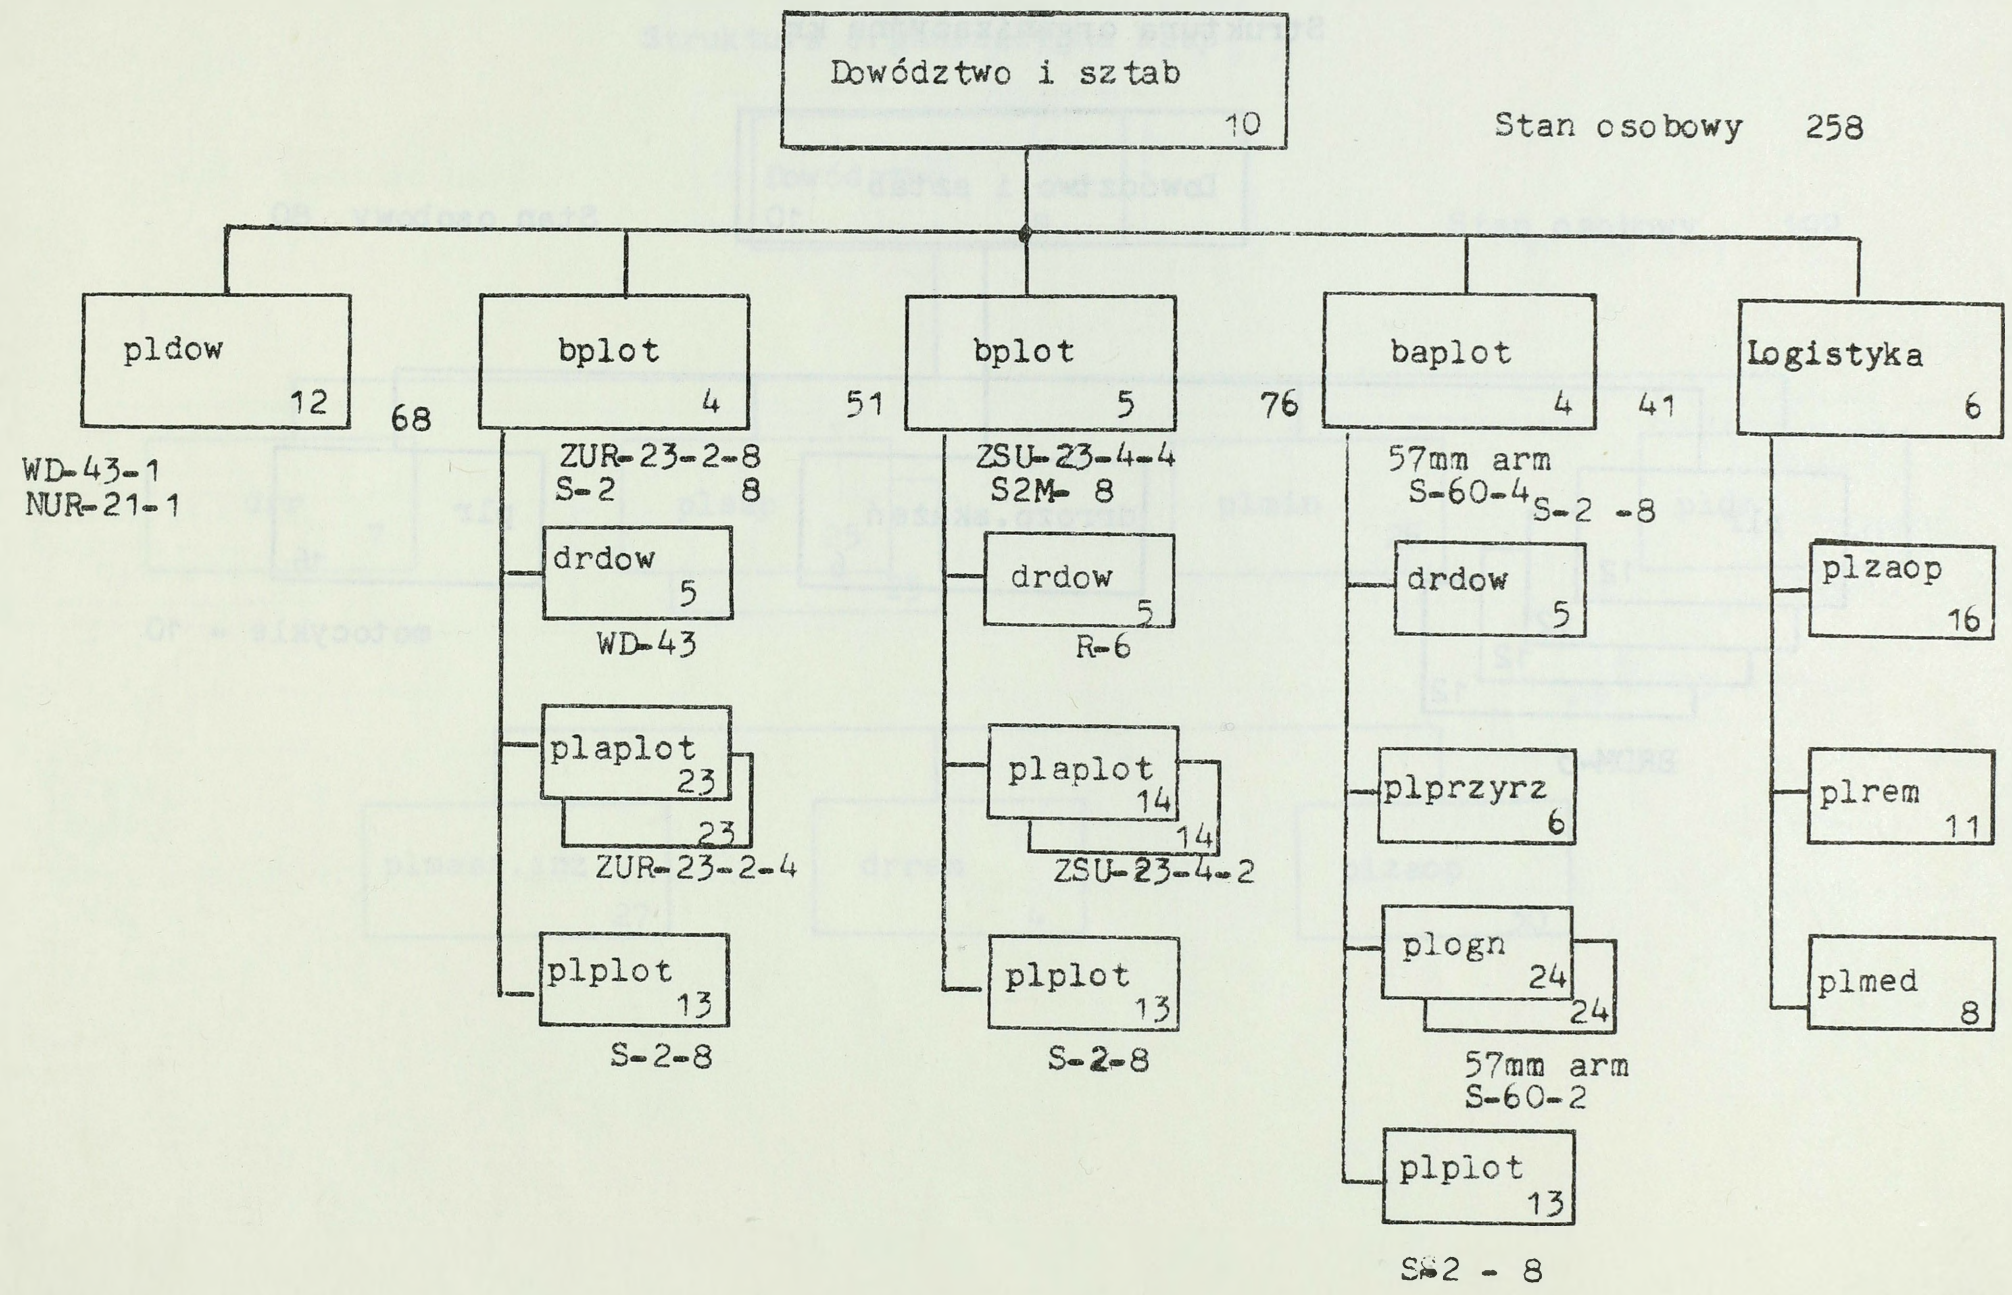 Dowództwo i sztab
10
Stan osobowy 258
pldow
12
WD-43-1
NUR-21-1
68
bplot
4
ZUR-23-2-8
S-2 8
drdow
5
WD-43
plaplot
23
23
ZUR-23-2-4
plplot
13
S-2-8
51
bplot
5
ZSU-23-4-4
S2M- 8
drdow
5
R-6
plaplot
14
14
ZSU-23-4-2
plplot
13
S-2-8
76
baplot
4
57mm arm
S-60-4
S-2 -8
drdow
5
plprzyrz
6
plogn
24
24
57mm arm
S-60-2
plplot
13
S-2 - 8
41
Logistyka
6
plzaop
16
plrem
11
plmed
8